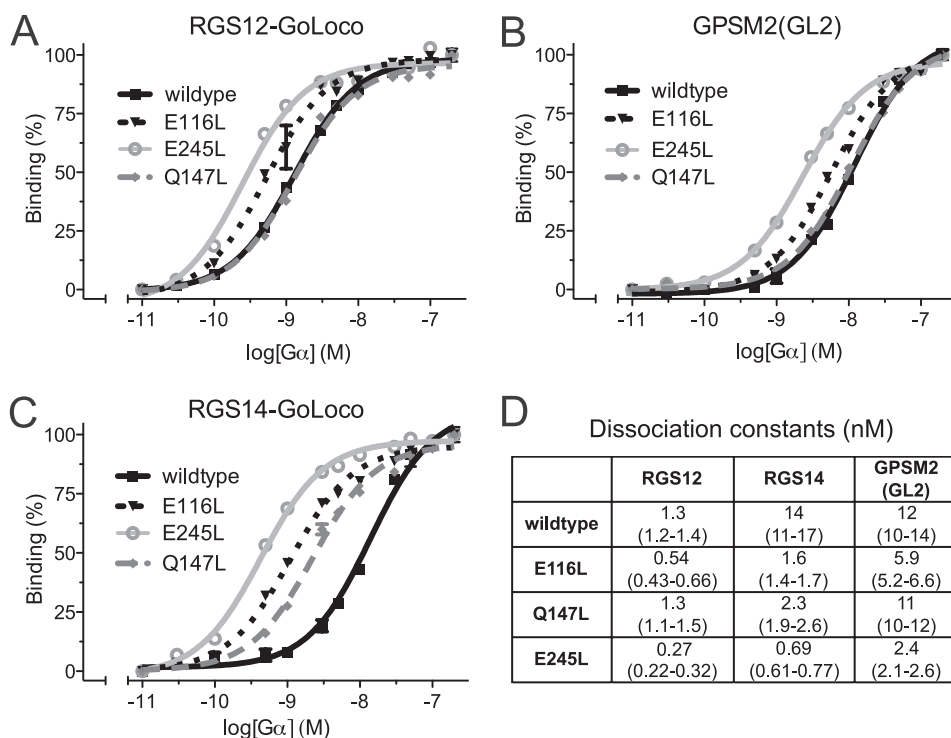 A
RGS12-GoLoco
100
75
50
25
0
Binding (%)
wildype
E116L
E245L
Q147L
-11 -10 -9 -8 -7
log[Gα] (M)
B
GPSM2(GL2)
100
75
50
25
0
Binding (%)
wildtype
E116L
E245L
Q147L
-11 -10 -9 -8 -7
log[Gα] (M)
C
RGS14-GoLoco
100
75
50
25
0
Binding (%)
wildtype
E116L
E245L
Q147L
-11 -10 -9 -8 -7
log[Gα] (M)
D
Dissociation constants (nM)
RGS12 RGS14 GPSM2
(GL2)
wildtype 1.3 14 12
(1.2-1.4) (11-17) (10-14)
E116L 0.54 1.6 5.9
(0.43-0.66) (1.4-1.7) (5.2-6.6)
Q147L 1.3 2.3 11
(1.1-1.5) (1.9-2.6) (10-12)
E245L 0.27 0.69 2.4
(0.22-0.32) (0.61-0.77) (2.1-2.6)